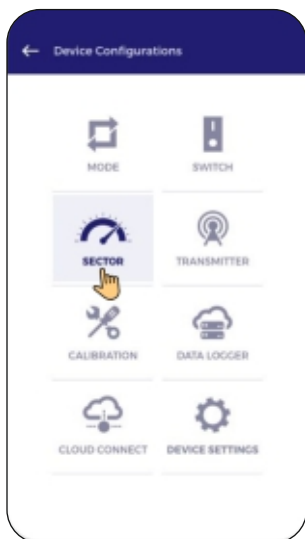 Device Configurations
MODE SWITCH
SECTOR TRANSMITTER
CALIBRATION DATA LOGGER
CLOUD CONNECT DEVICE SETTINGS